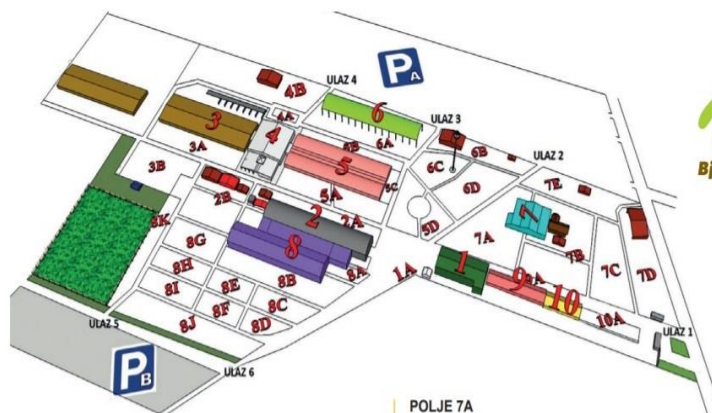 ULAZ 4
P A
4B
6
ULAZ 3
3
4A
4
6B
6A
6B
ULAZ 2
3A
5
6C
7E
3B
5A
5C
6D
2B
2A
7
8K
2
5D
7A
8G
8
7B
7C
7D
8H
8A
1A
1
8I
8E
8B
9
10
8F
8C
10A
8J
8D
ULAZ 1
ULAZ 5
P B
ULAZ 6
POLJE 7A